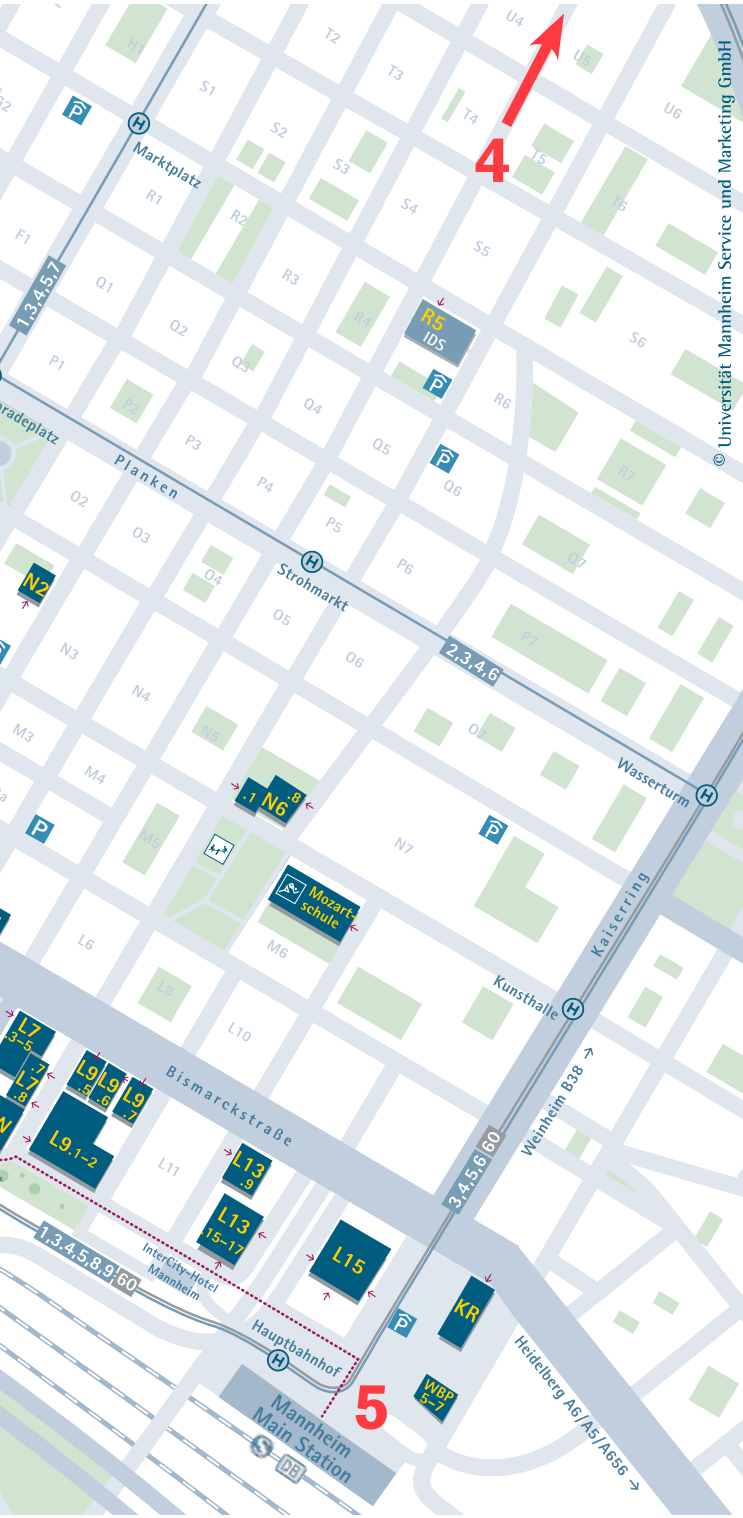 U4
T2
H1
U5
T3
S1
G2
T4
U6
S2
4
T5
Marktplatz
S3
R1
S4
T6
R2
F1
S5
R3
Q1
1,3,4,5,7
R4
R5
IDS
Q2
S6
P1
Q3
R6
P2
Q4
radeplatz
P3
Q5
Planken
P4
Q6
R7
O2
P5
O3
Q7
P6
O4
Strohmarkt
N2
O5
P7
O6
N3
2,3,4,6
N4
O7
N5
M3
Wasserturm
M4
.1 N6 .8
P
M5
N7
Mozart-
schule
Kaiserring
L6
M6
L8
Kunsthalle
L10
L7
.3-5
Bismarckstraße
Weinheim B38
.7
L7
.8
L9
.5
L9
.6
L9
.7
L9.1-2
L11
L13
.9
3,4,5,6 60
L13
.15-17
L15
1,3,4,5,8,9 60
InterCity-Hotel
Mannheim
KR
Hauptbahnhof
Heidelberg A6/A5/A656
WBP
5-7
5
Mannheim
Main Station
S
DB
© Universität Mannheim Service und Marketing GmbH